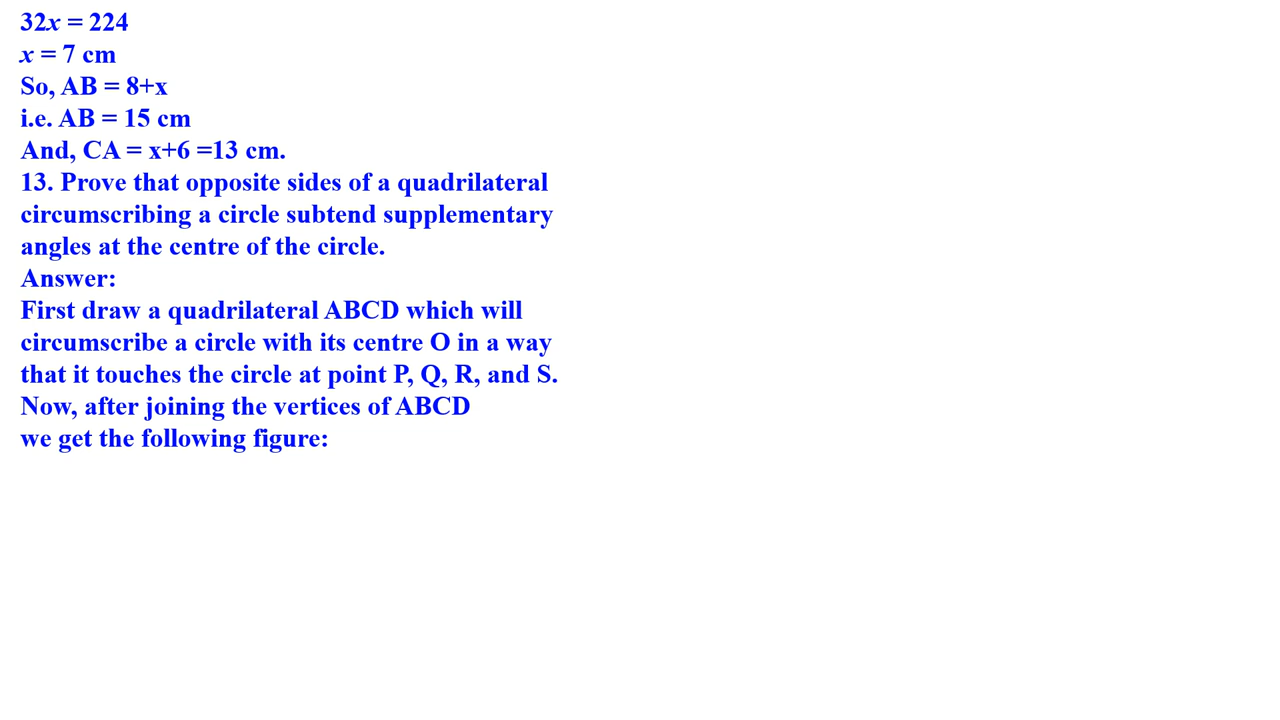 32x = 224
x = 7 cm
So, AB = 8+x
i.e. AB = 15 cm
And, CA = x+6 =13 cm.
13. Prove that opposite sides of a quadrilateral
circumscribing a circle subtend supplementary
angles at the centre of the circle.
Answer:
First draw a quadrilateral ABCD which will
circumscribe a circle with its centre O in a way
that it touches the circle at point P, Q, R, and S.
Now, after joining the vertices of ABCD
we get the following figure: